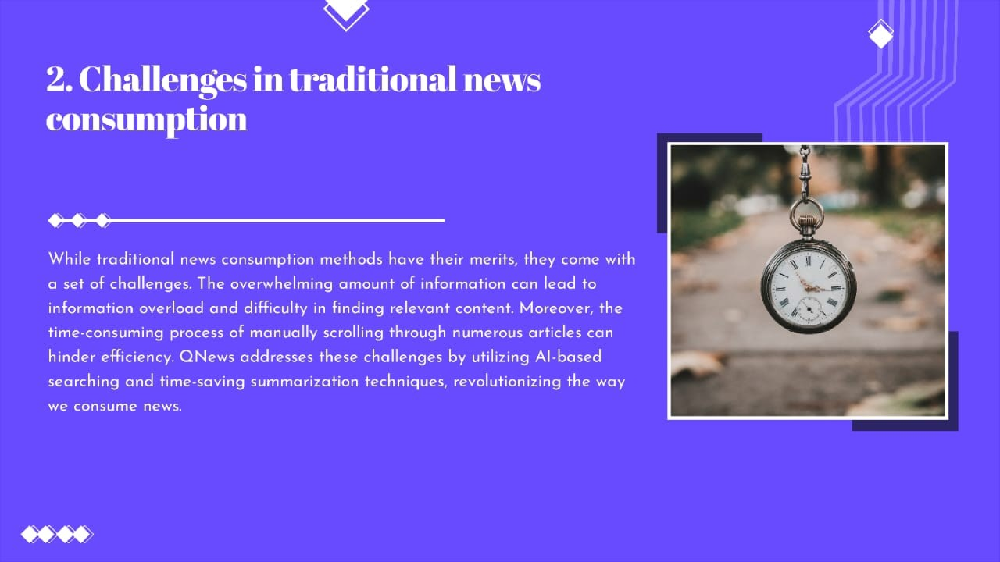 2. Challenges in traditional news
consumption
While traditional news consumption methods have their merits, they come with
a set of challenges. The overwhelming amount of information can lead to
information overload and difficulty in finding relevant content. Moreover, the
time-consuming process of manually scrolling through numerous articles can
hinder efficiency. QNews addresses these challenges by utilizing AI-based
searching and time-saving summarization techniques, revolutionizing the way
we consume news.